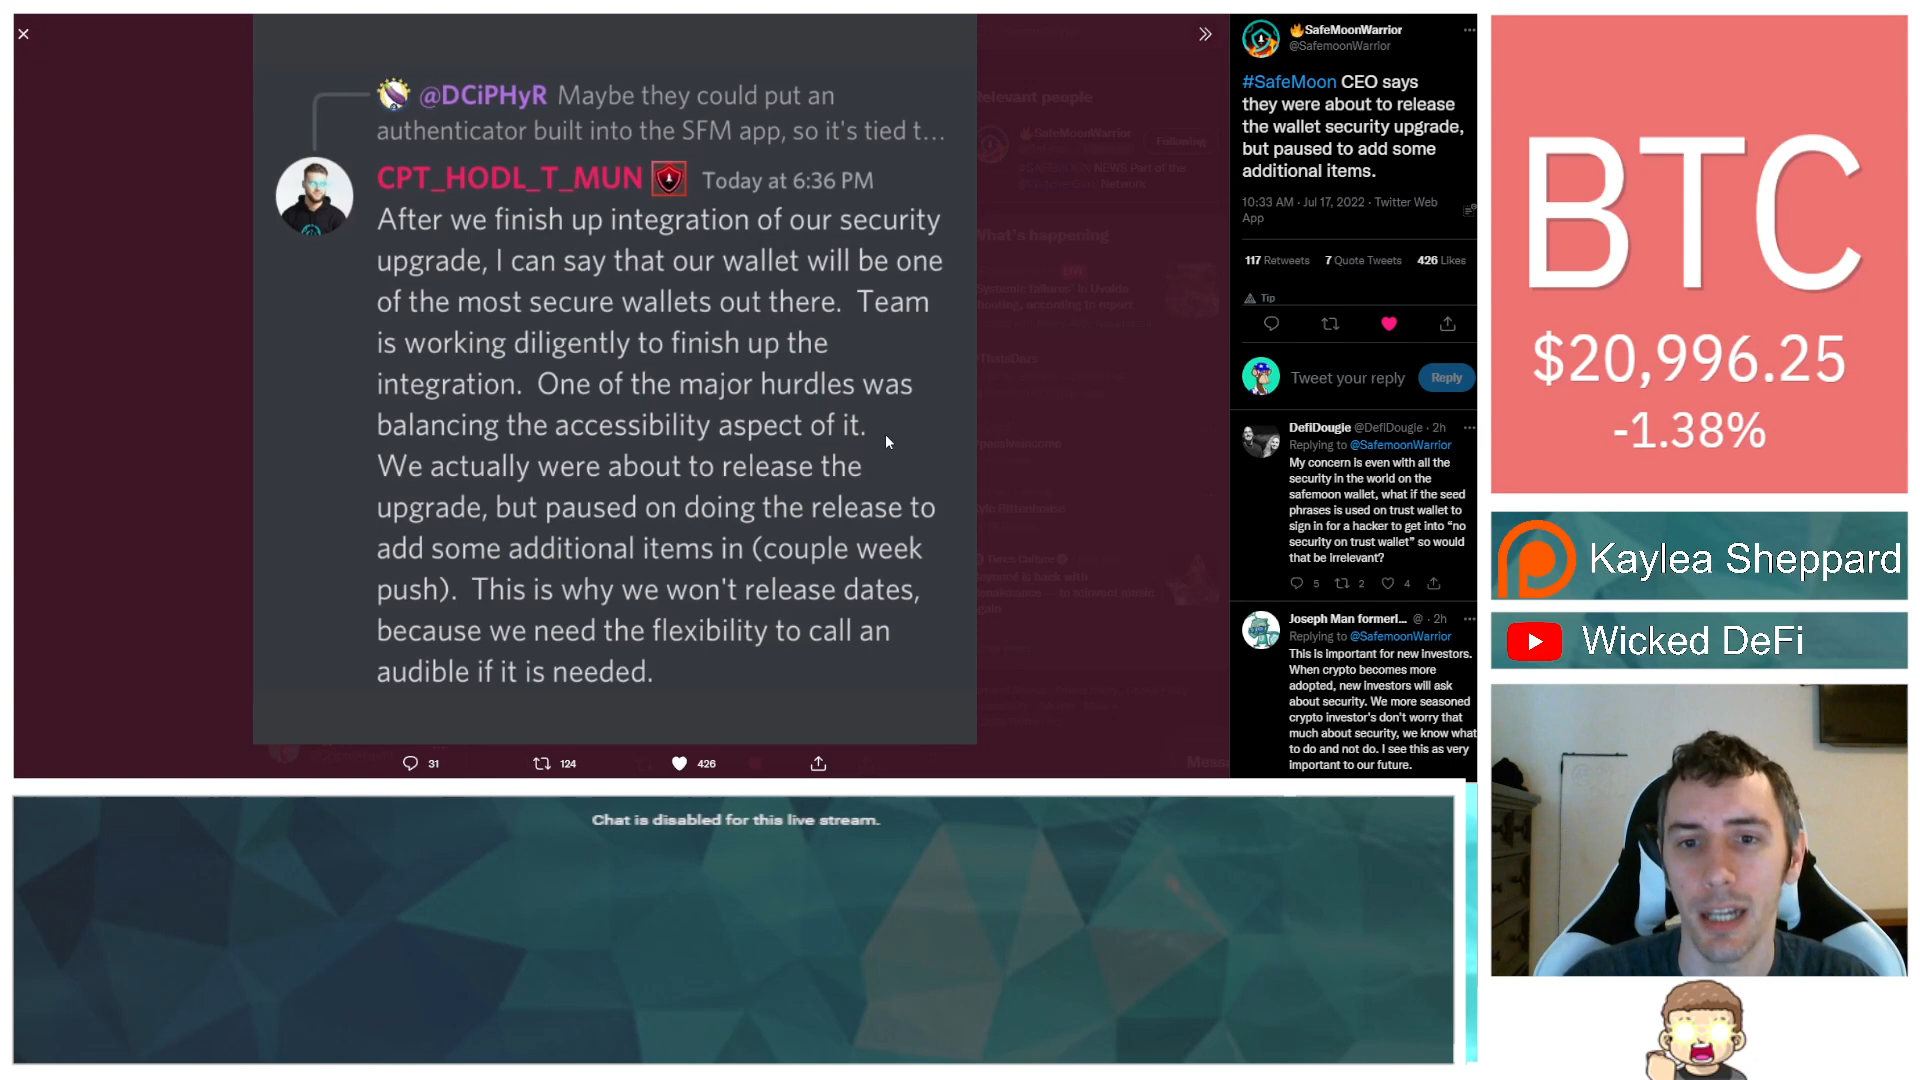 @DCiPHyR Maybe they could put an
authenticator built into the SFM app, so it's tied t...
CPT_HODL_T_MUN Today at 6:36 PM
After we finish up integration of our security
upgrade, I can say that our wallet will be one
of the most secure wallets out there. Team
is working diligently to finish up the
integration. One of the major hurdles was
balancing the accessibility aspect of it.
We actually were about to release the
upgrade, but paused on doing the release to
add some additional items in (couple week
push). This is why we won't release dates,
because we need the flexibility to call an
audible if it is needed.
31 124 426
Relevant people
SafeMoonWarrior
Following
What's happening
SafeMoonWarrior
@SafemoonWarrior
#SafeMoon CEO says
they were about to release
the wallet security upgrade,
but paused to add some
additional items.
10:33 AM · Jul 17, 2022 · Twitter Web
App
117 Retweets 7 Quote Tweets 426 Likes
Tip
Tweet your reply Reply
DefiDougie @DefiDougie · 2h
Replying to @SafemoonWarrior
My concern is even with all the
security in the world on the
safemoon wallet, what if the seed
phrases is used on trust wallet to
sign in for a hacker to get into “no
security on trust wallet” so would
that be irrelevant?
5 2 4
Joseph Man formerl... @ · 2h
Replying to @SafemoonWarrior
This is important for new investors.
When crypto becomes more
adopted, new investors will ask
about security. We more seasoned
crypto investor's don't worry that
much about security, we know what
to do and not do. I see this as very
important to our future.
BTC
$20,996.25
-1.38%
Kaylea Sheppard
Wicked DeFi
Chat is disabled for this live stream.